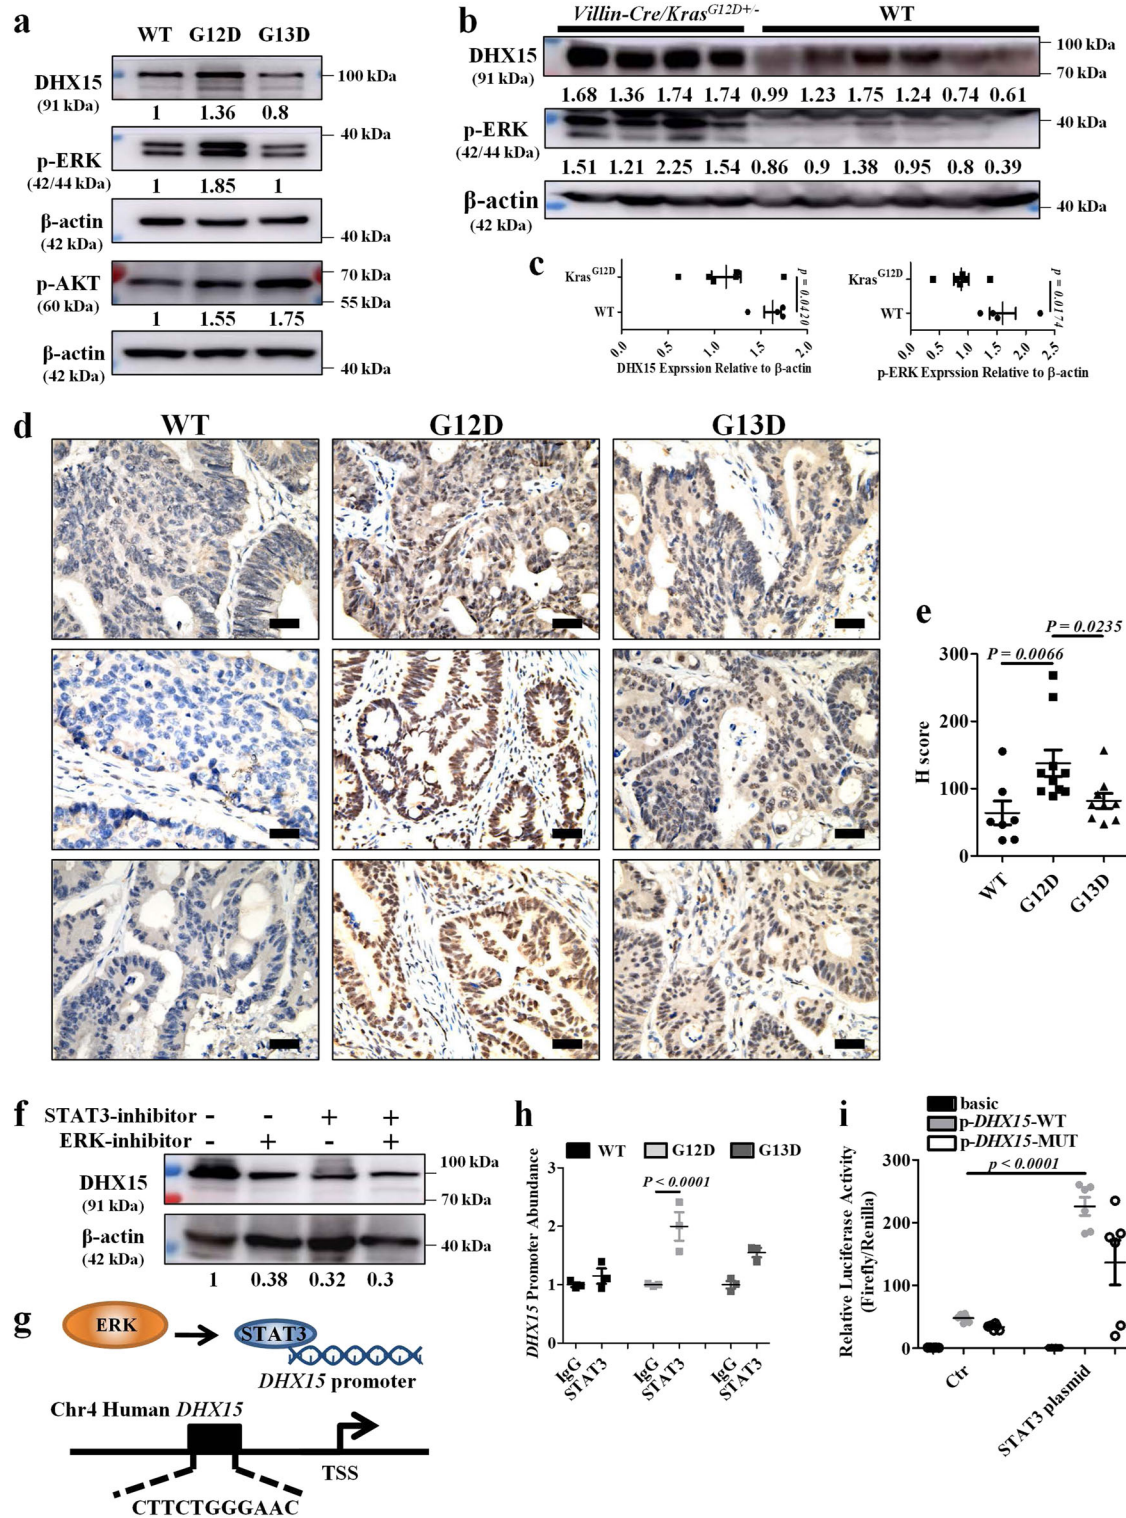 a
WT G12D G13D
DHX15
(91 kDa)
100 kDa
1 1.36 0.8
p-ERK
(42/44 kDa)
40 kDa
1 1.85 1
β-actin
(42 kDa)
40 kDa
p-AKT
(60 kDa)
70 kDa
55 kDa
1 1.55 1.75
β-actin
(42 kDa)
40 kDa
b
Villin-Cre/Kras^G12D+/- WT
DHX15
(91 kDa)
100 kDa
70 kDa
1.68 1.36 1.74 1.74 0.99 1.23 1.75 1.24 0.74 0.61
p-ERK
(42/44 kDa)
40 kDa
1.51 1.21 2.25 1.54 0.86 0.9 1.38 0.95 0.8 0.39
β-actin
(42 kDa)
40 kDa
c
Kras^G12D
WT
p = 0.0420
0.0 0.5 1.0 1.5 2.0
DHX15 Exprssion Relative to β-actin
Kras^G12D
WT
p = 0.0174
0.0 0.5 1.0 1.5 2.0 2.5
p-ERK Exprssion Relative to β-actin
d
WT G12D G13D
e
P = 0.0235
P = 0.0066
H score
300
200
100
0
WT G12D G13D
f
STAT3-inhibitor - - + +
ERK-inhibitor - + - +
DHX15
(91 kDa)
100 kDa
70 kDa
β-actin
(42 kDa)
40 kDa
1 0.38 0.32 0.3
g
ERK
STAT3
DHX15 promoter
Chr4 Human DHX15
TSS
CTTCTGGGAAC
h
WT G12D G13D
DHX15 Promoter Abundance
P < 0.0001
3
2
1
0
IgG STAT3 IgG STAT3 IgG STAT3
i
basic
p-DHX15-WT
p-DHX15-MUT
p < 0.0001
Relative Luciferase Activity
(Firefly/Renilla)
300
200
100
0
Ctr STAT3 plasmid